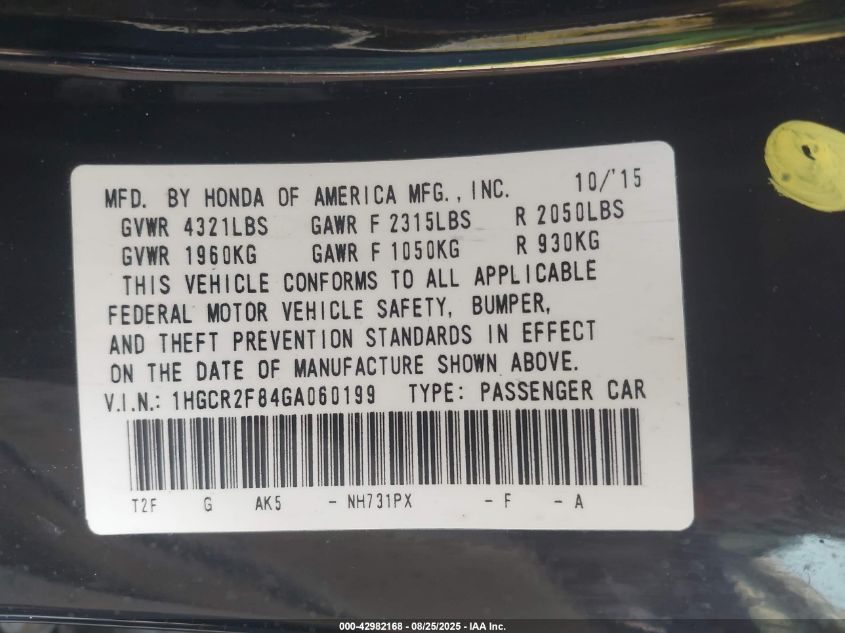 MFD. BY HONDA OF AMERICA MFG., INC. 10/'15
GVWR 4321LBS GAWR F 2315LBS R 2050LBS
GVWR 1960KG GAWR F 1050KG R 930KG
THIS VEHICLE CONFORMS TO ALL APPLICABLE
FEDERAL MOTOR VEHICLE SAFETY, BUMPER,
AND THEFT PREVENTION STANDARDS IN EFFECT
ON THE DATE OF MANUFACTURE SHOWN ABOVE.
V.I.N.: 1HGCR2F84GA060199 TYPE: PASSENGER CAR
T2F G AK5 - NH731PX - F - A
000-42982168 - 08/25/2025 - IAA Inc.